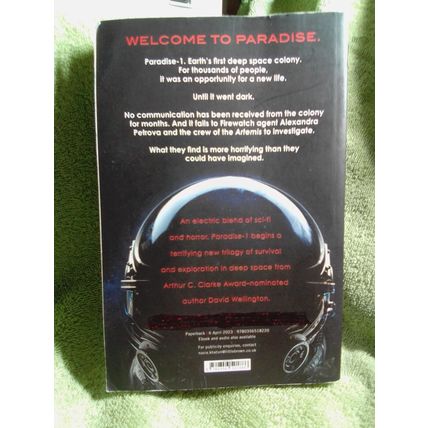 WELCOME TO PARADISE.
Paradise-1. Earth's first deep space colony.
For thousands of people,
it was an opportunity for a new life.
Until it went dark.
No communication has been received from the colony
for months. And it falls to Firewatch agent Alexandra
Petrova and the crew of the Artemis to investigate.
What they find is more horrifying than they
could have imagined.
An electric blend of sci-fi
and horror, Paradise-1 begins a
terrifying new trilogy of survival
and exploration in deep space from
Arthur C. Clarke Award-nominated
author David Wellington.
Paperback : 6 April 2023 : 9780356518220
Ebook and audio also available
For publicity enquiries, contact